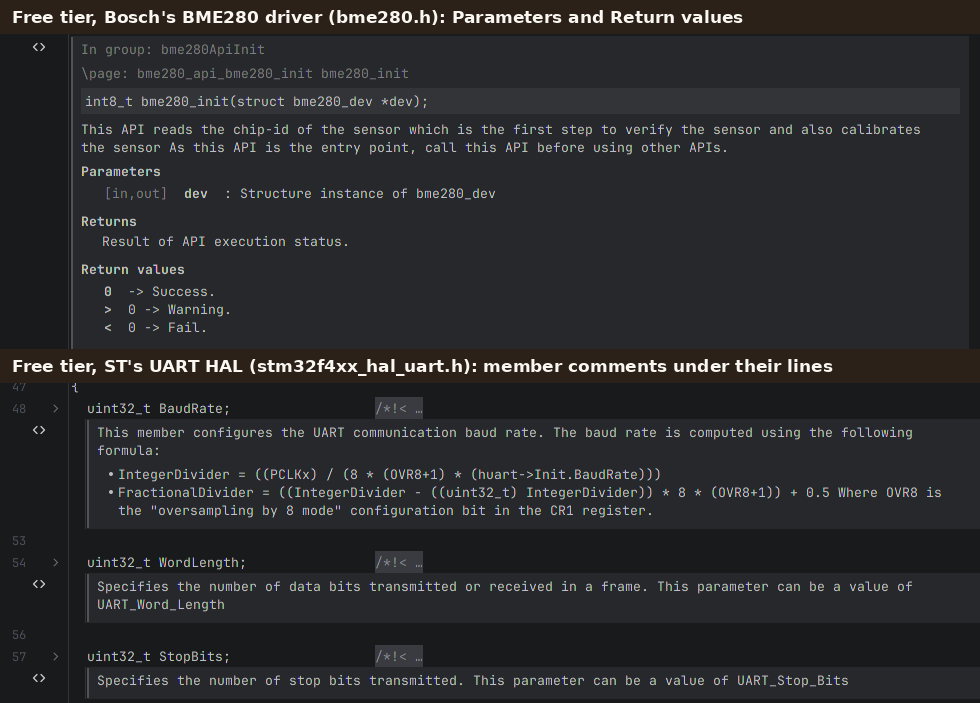 Free tier, Bosch's BME280 driver (bme280.h): Parameters and Return values
<>
In group: bme280ApiInit
\page: bme280_api_bme280_init bme280_init
int8_t bme280_init(struct bme280_dev *dev);
This API reads the chip-id of the sensor which is the first step to verify the sensor and also calibrates
the sensor As this API is the entry point, call this API before using other APIs.
Parameters
[in,out] dev : Structure instance of bme280_dev
Returns
Result of API execution status.
Return values
0 -> Success.
> 0 -> Warning.
< 0 -> Fail.
Free tier, ST's UART HAL (stm32f4xx_hal_uart.h): member comments under their lines
47 {
48 > uint32_t BaudRate; /*!< …
<>
This member configures the UART communication baud rate. The baud rate is computed using the following
formula:
• IntegerDivider = ((PCLKx) / (8 * (OVR8+1) * (huart->Init.BaudRate)))
• FractionalDivider = ((IntegerDivider - ((uint32_t) IntegerDivider)) * 8 * (OVR8+1)) + 0.5 Where OVR8 is
the "oversampling by 8 mode" configuration bit in the CR1 register.
53
54 > uint32_t WordLength; /*!< …
<>
Specifies the number of data bits transmitted or received in a frame. This parameter can be a value of
UART_Word_Length
56
57 > uint32_t StopBits; /*!< …
<>
Specifies the number of stop bits transmitted. This parameter can be a value of UART_Stop_Bits